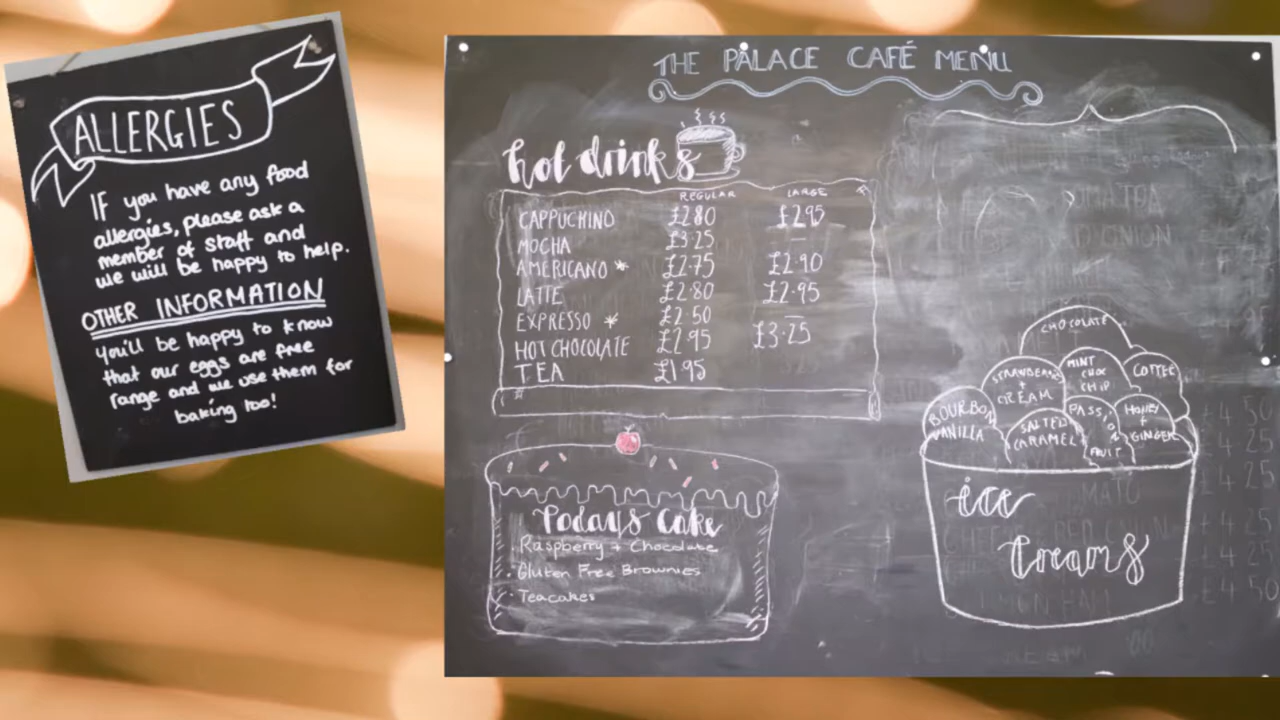 ALLERGIES
IF you have any food
allergies, please ask a
member of staff and
we will be happy to help.
OTHER INFORMATION
you'll be happy to know
that our eggs are free
range and we use them for
baking too!
THE PALACE CAFÉ MENU
hot drinks
REGULAR LARGE
CAPPUCHINO £2.80 £2.95
MOCHA £3.25 —
AMERICANO * £2.75 £2.90
LATTE £2.80 £2.95
EXPRESSO * £2.50 —
HOT CHOCOLATE £2.95 £3.25
TEA £1.95
Todays Cake
. Raspberry + Chocolate
. Gluten Free Brownies
. Teacakes
CHOCOLATE
STRAWBERRY
+
CREAM
MINT
CHOC
CHIP
COFFEE
BOURBON
VANILLA
SALTED
CARAMEL
PASSION
FRUIT
Honey
+
GINGER
ice
creams